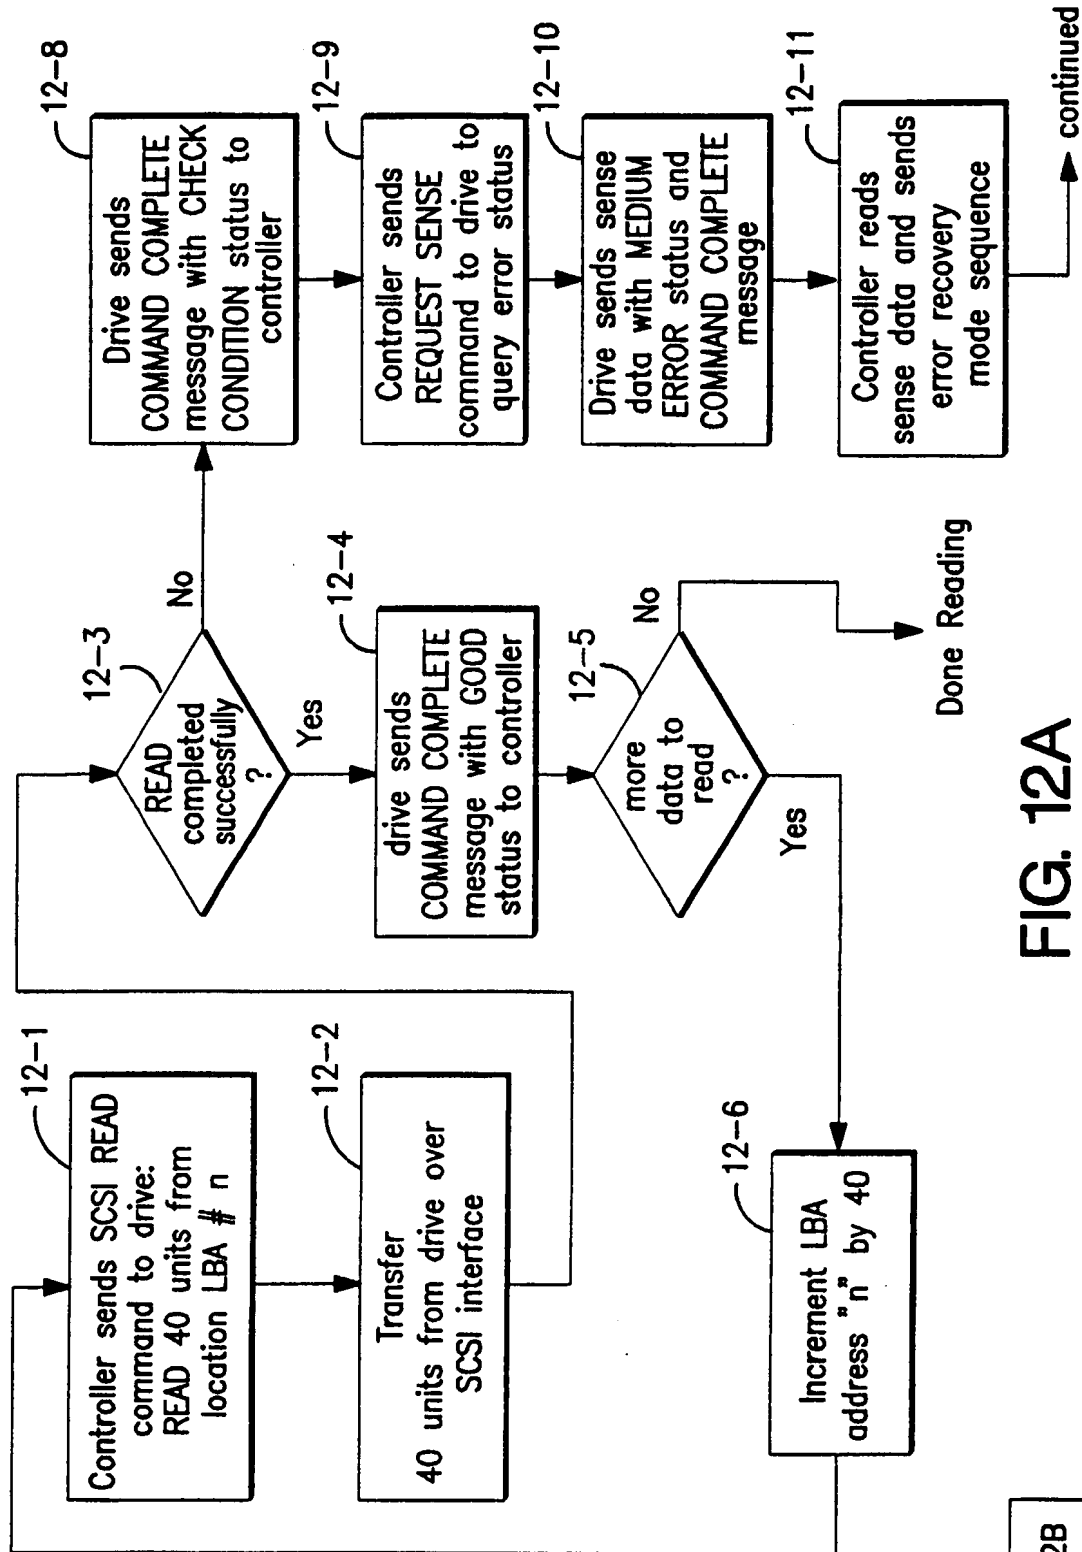 12-1
Controller sends SCSI READ
command to drive:
READ 40 units from
location LBA # n
12-2
Transfer
40 units from drive over
SCSI interface
12-3
READ
completed
successfully
?
No
Yes
12-4
drive sends
COMMAND COMPLETE
message with GOOD
status to controller
12-5
more
data to
read
?
No
Done Reading
Yes
12-6
Increment LBA
address "n" by 40
12-8
Drive sends
COMMAND COMPLETE
message with CHECK
CONDITION status to
controller
12-9
Controller sends
REQUEST SENSE
command to drive to
query error status
12-10
Drive sends sense
data with MEDIUM
ERROR status and
COMMAND COMPLETE
message
12-11
Controller reads
sense data and sends
error recovery
mode sequence
continued
FIG. 12A
2B